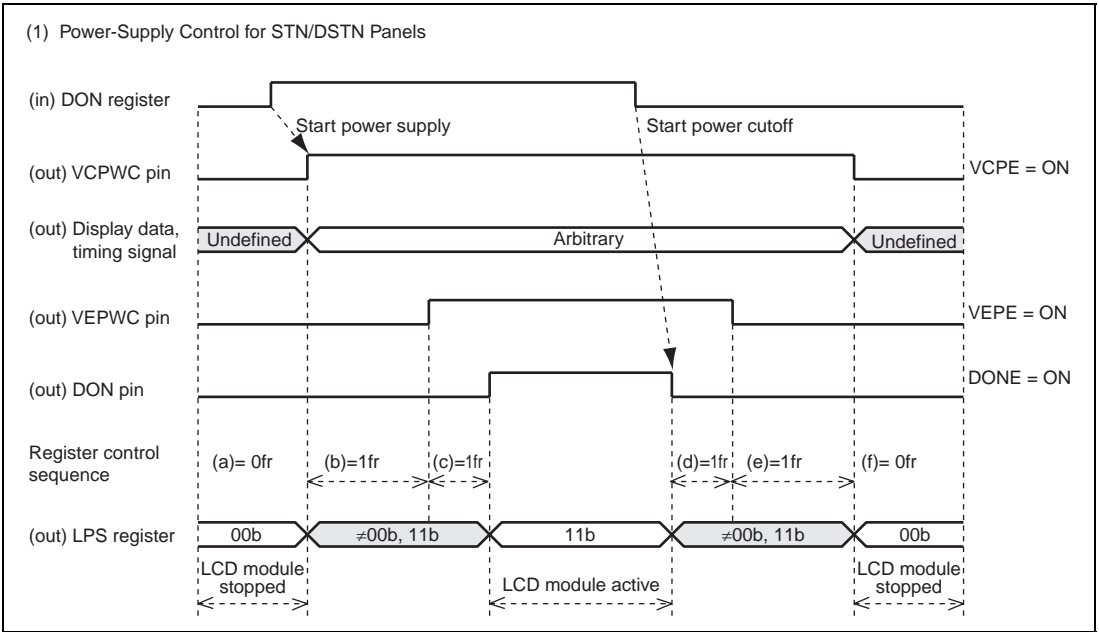 (1) Power-Supply Control for STN/DSTN Panels
(in) DON register
Start power supply
Start power cutoff
(out) VCPWC pin
VCPE = ON
(out) Display data,
timing signal
Undefined
Arbitrary
Undefined
(out) VEPWC pin
VEPE = ON
(out) DON pin
DONE = ON
Register control
sequence
(a)= 0fr
(b)=1fr
(c)=1fr
(d)=1fr
(e)=1fr
(f)= 0fr
(out) LPS register
00b
≠00b, 11b
11b
≠00b, 11b
00b
LCD module
stopped
LCD module active
LCD module
stopped